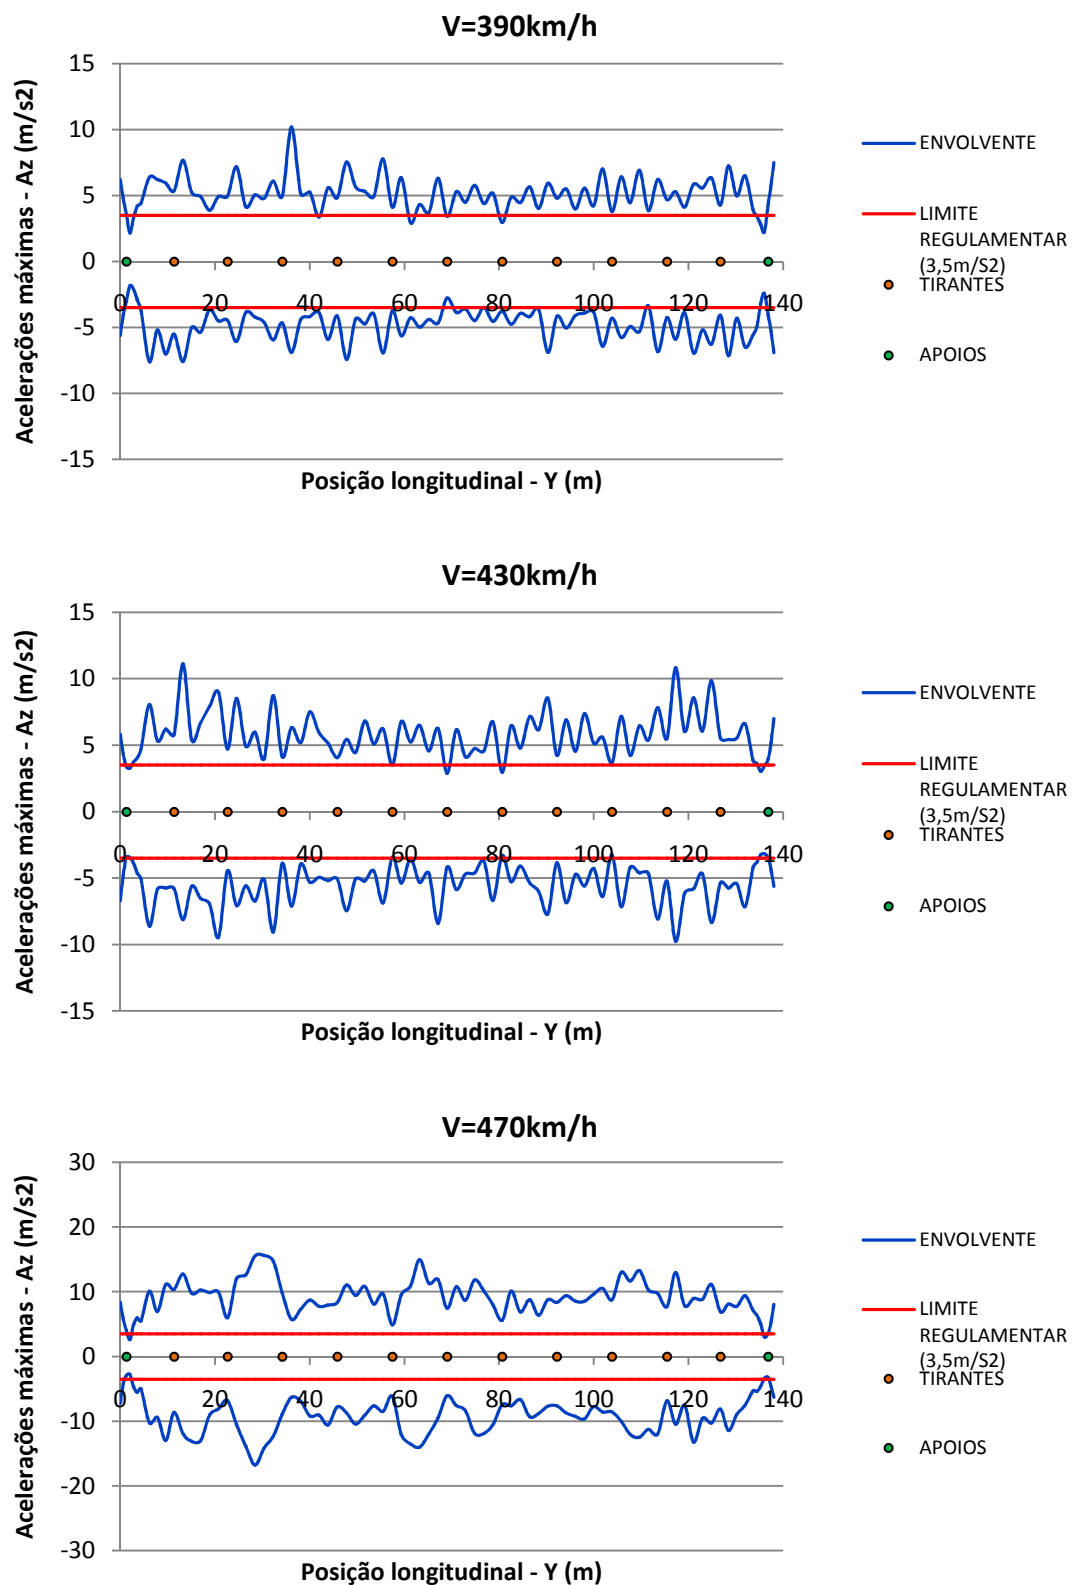 V=390km/h
Acelerações máximas - Az (m/s2)
15
10
5
0
-5
-10
-15
0
20
40
60
80
100
120
140
Posição longitudinal - Y (m)
ENVOLVENTE
LIMITE
REGULAMENTAR
(3,5m/S2)
TIRANTES
APOIOS
V=430km/h
Acelerações máximas - Az (m/s2)
15
10
5
0
-5
-10
-15
0
20
40
60
80
100
120
140
Posição longitudinal - Y (m)
ENVOLVENTE
LIMITE
REGULAMENTAR
(3,5m/S2)
TIRANTES
APOIOS
V=470km/h
Acelerações máximas - Az (m/s2)
30
20
10
0
-10
-20
-30
0
20
40
60
80
100
120
140
Posição longitudinal - Y (m)
ENVOLVENTE
LIMITE
REGULAMENTAR
(3,5m/S2)
TIRANTES
APOIOS